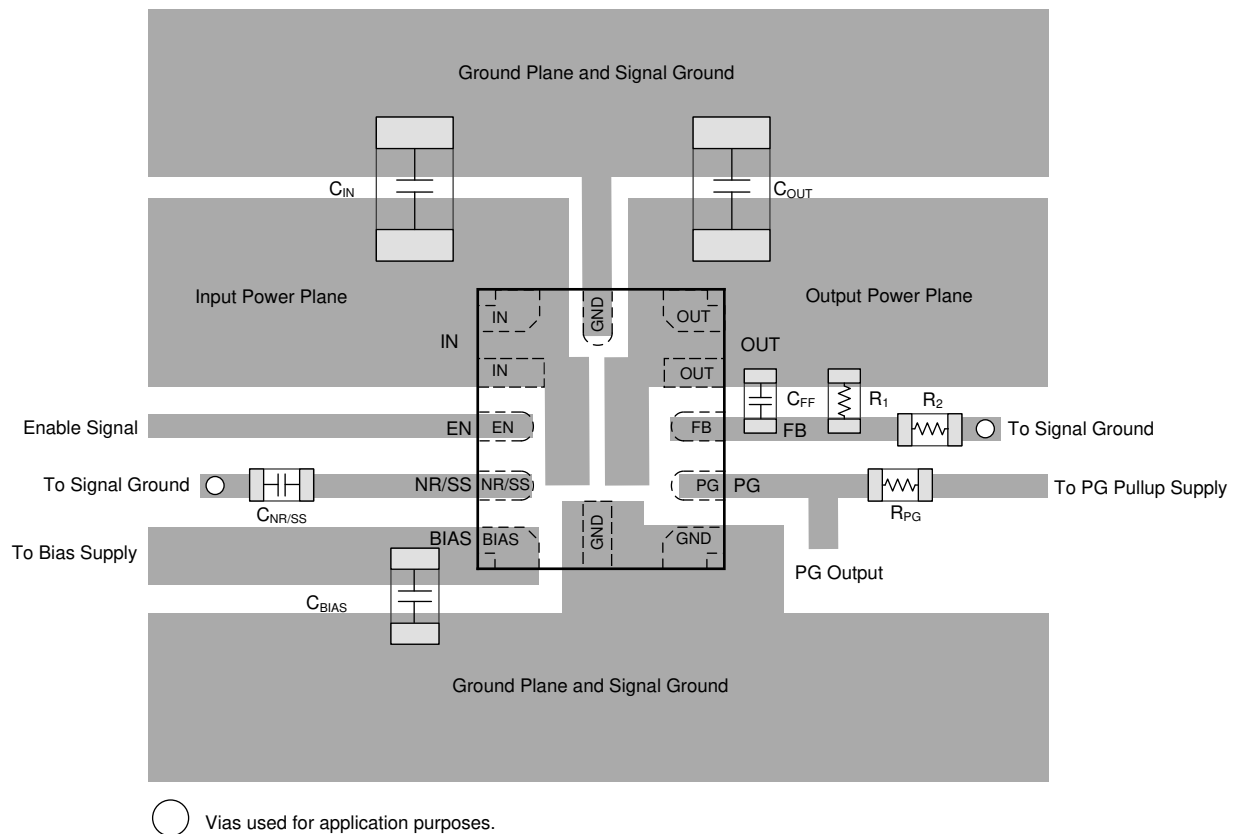 Ground Plane and Signal Ground
C_IN
C_OUT
Input Power Plane
Output Power Plane
IN
GND
OUT
IN
OUT
IN
OUT
C_FF
R_1
R_2
Enable Signal
EN
EN
FB
FB
To Signal Ground
To Signal Ground
NR/SS
NR/SS
PG
PG
To PG Pullup Supply
C_NR/SS
R_PG
To Bias Supply
BIAS
BIAS
GND
GND
PG Output
C_BIAS
Ground Plane and Signal Ground
Vias used for application purposes.